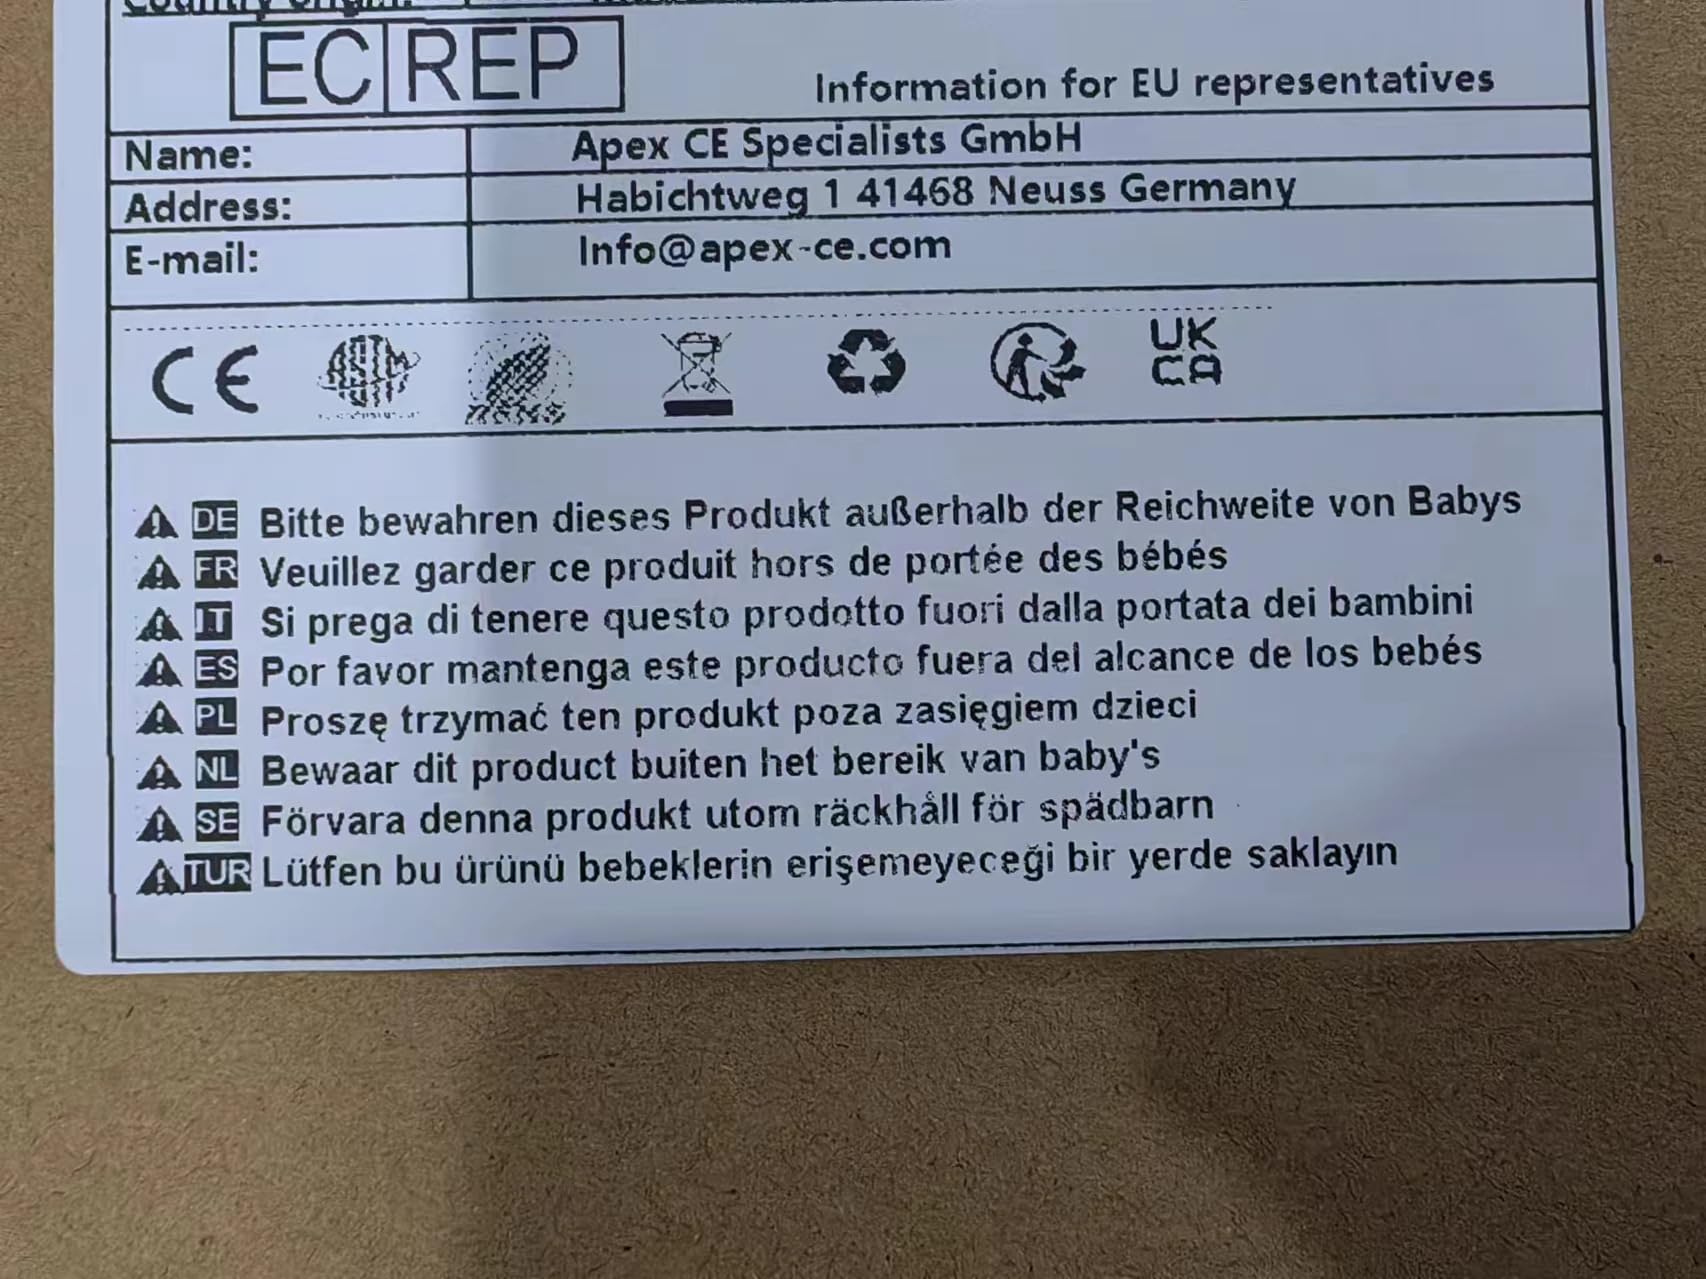 Country origin:
EC REP
Information for EU representatives
Name: Apex CE Specialists GmbH
Address: Habichtweg 1 41468 Neuss Germany
E-mail: Info@apex-ce.com
CE UK CA
DE Bitte bewahren dieses Produkt außerhalb der Reichweite von Babys
FR Veuillez garder ce produit hors de portée des bébés
IT Si prega di tenere questo prodotto fuori dalla portata dei bambini
ES Por favor mantenga este producto fuera del alcance de los bebés
PL Proszę trzymać ten produkt poza zasięgiem dzieci
NL Bewaar dit product buiten het bereik van baby's
SE Förvara denna produkt utom räckhåll för spädbarn
TUR Lütfen bu ürünü bebeklerin erişemeyeceği bir yerde saklayın